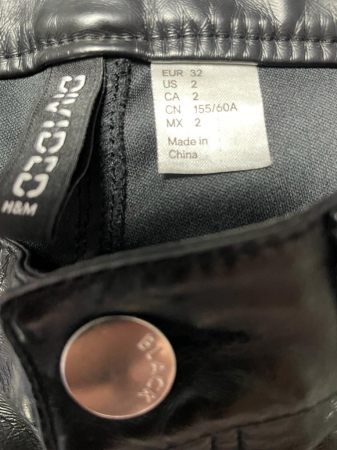 DIVIDED
H&M
EUR 32
US 2
CA 2
CN 155/60A
MX 2
Made in
China
BLACK